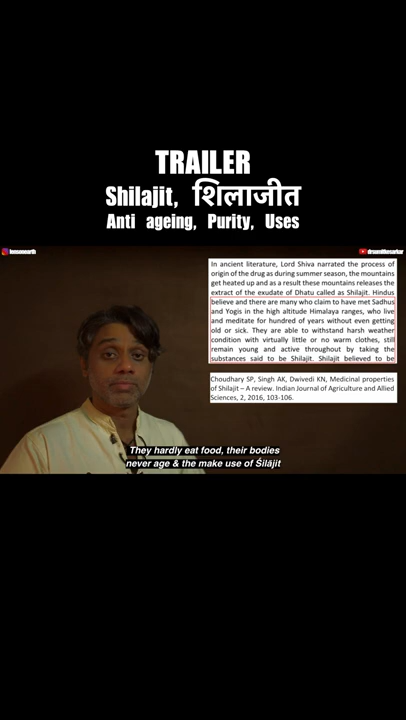 TRAILER
Shilajit, शिलाजीत
Anti ageing, Purity, Uses
In ancient literature, Lord Shiva narrated the process of
origin of the drug as during summer season, the mountains
get heated up and as a result these mountains releases the
extract of the exudate of Dhatu called as Shilajit. Hindus
believe and there are many who claim to have met Sadhus
and Yogis in the high altitude Himalaya ranges, who live
and meditate for hundred of years without even getting
old or sick. They are able to withstand harsh weather
condition with virtually little or no warm clothes, still
remain young and active throughout by taking the
substances said to be Shilajit. Shilajit believed to be
Choudhary SP, Singh AK, Dwivedi KN, Medicinal properties
of Shilajit – A review. Indian Journal of Agriculture and Allied
Sciences, 2, 2016, 103-106.
They hardly eat food, their bodies
never age & the make use of Śilājit